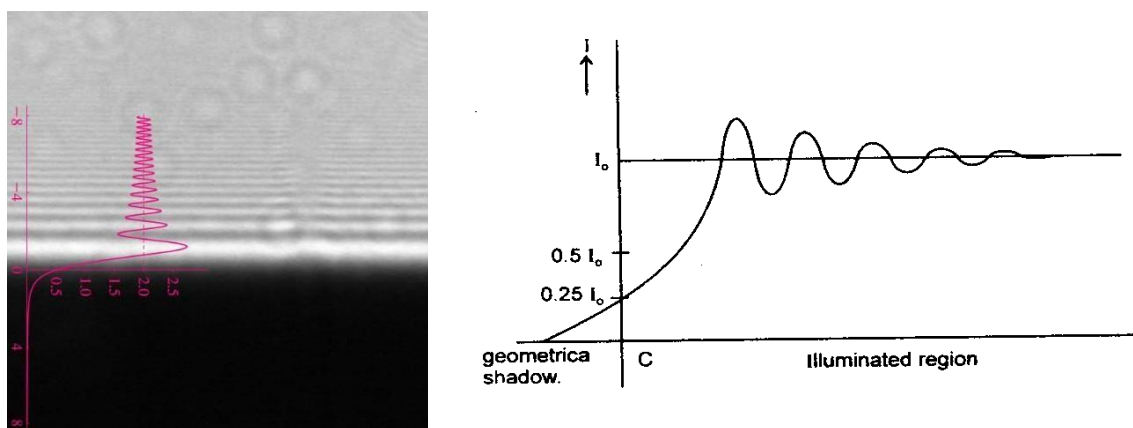 -8
-4
0
4
8
0.5
1.0
1.5
2.0
2.5
I
I₀
0.5 I₀
0.25 I₀
geometrica
shadow.
C
Illuminated region